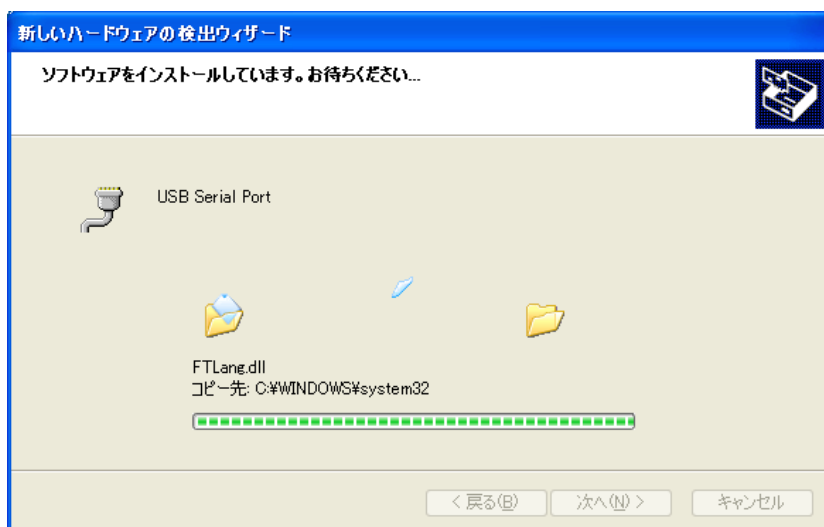 新しいハードウェアの検出ウィザード
ソフトウェアをインストールしています。お待ちください...
USB Serial Port
FTLang.dll
コピー先: C:¥WINDOWS¥system32
< 戻る(B)
次へ(N) >
キャンセル